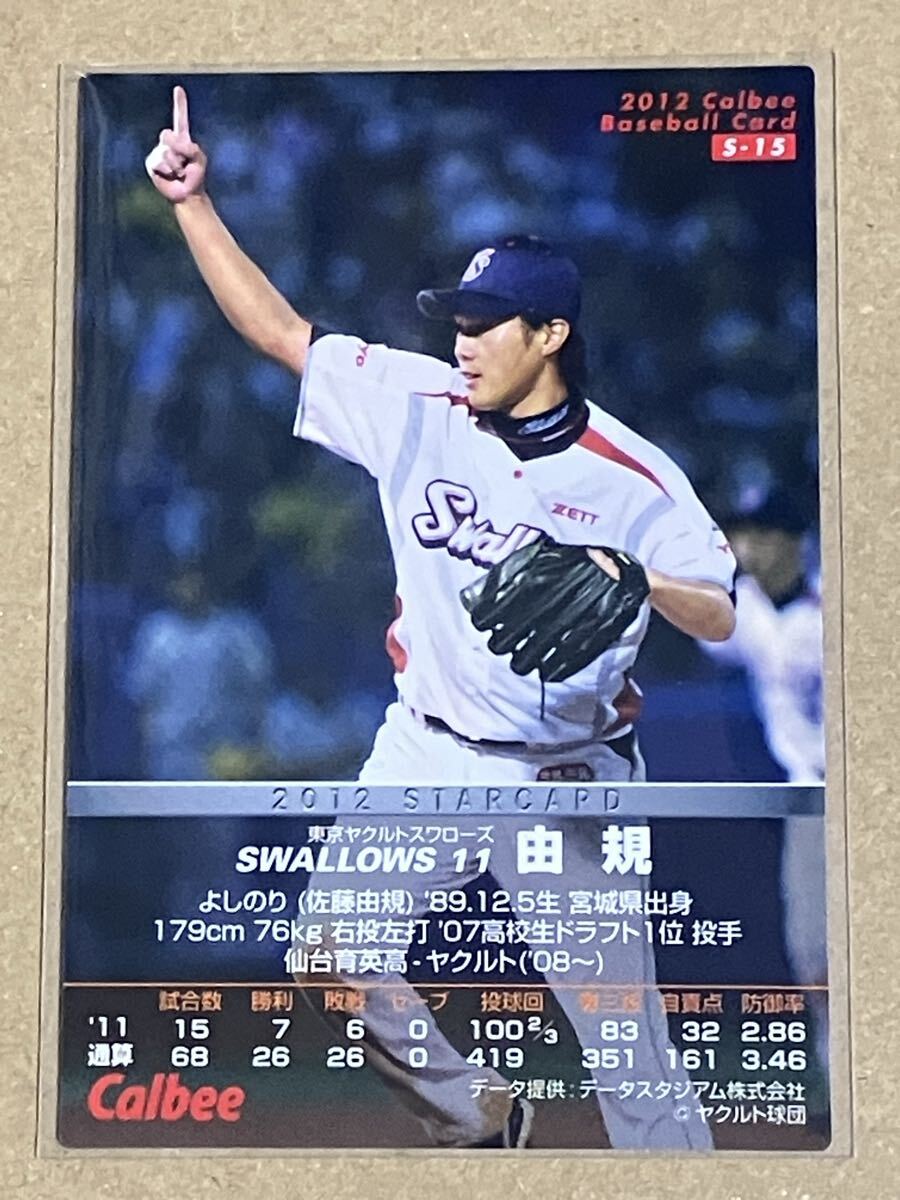 2012 Calbee
Baseball Card
S-15
ZETT
Swall
2012 STARCARD
東京ヤクルトスワローズ
SWALLOWS 11 由規
よしのり (佐藤由規) '89.12.5生 宮城県出身
179cm 76kg 右投左打 '07高校生ドラフト1位 投手
仙台育英高-ヤクルト('08〜)
試合数 勝利 敗戦 セーブ 投球回 奪三振 自責点 防御率
'11 15 7 6 0 100 2/3 83 32 2.86
通算 68 26 26 0 419 351 161 3.46
Calbee
データ提供:データスタジアム株式会社
©ヤクルト球団